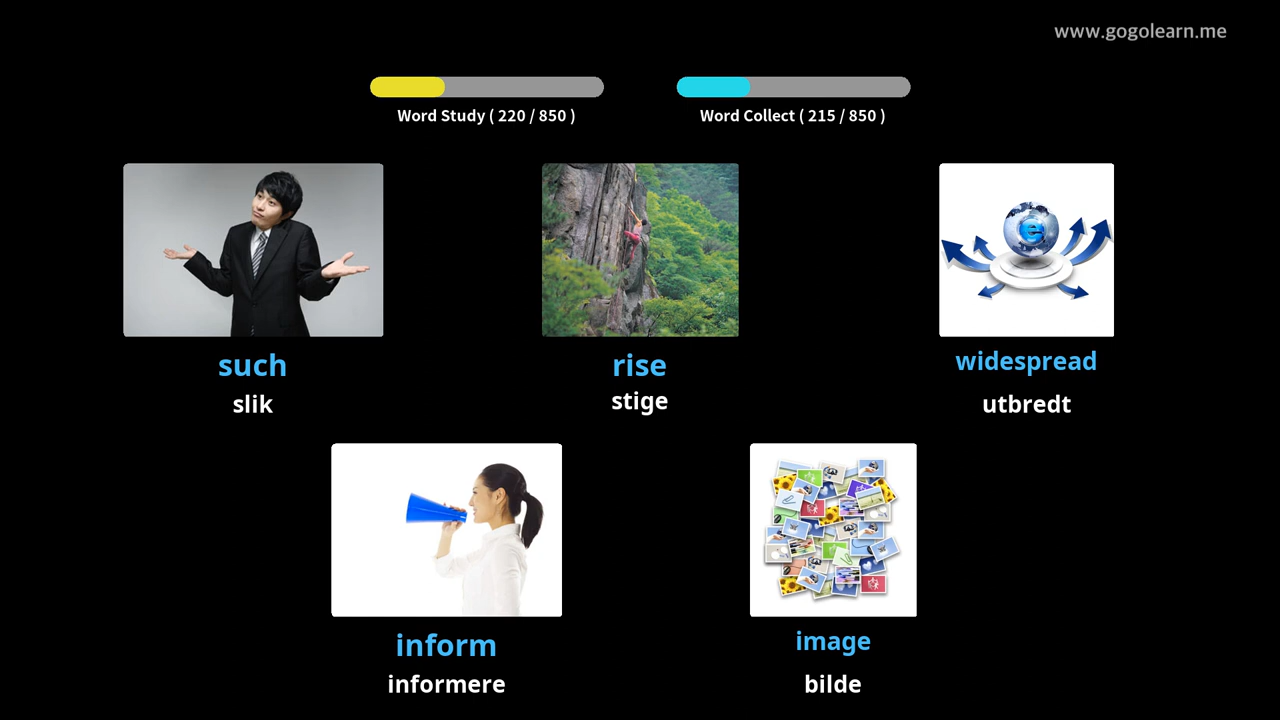 www.gogolearn.me
Word Study ( 220 / 850 )
Word Collect ( 215 / 850 )
such
slik
rise
stige
widespread
utbredt
inform
informere
image
bilde